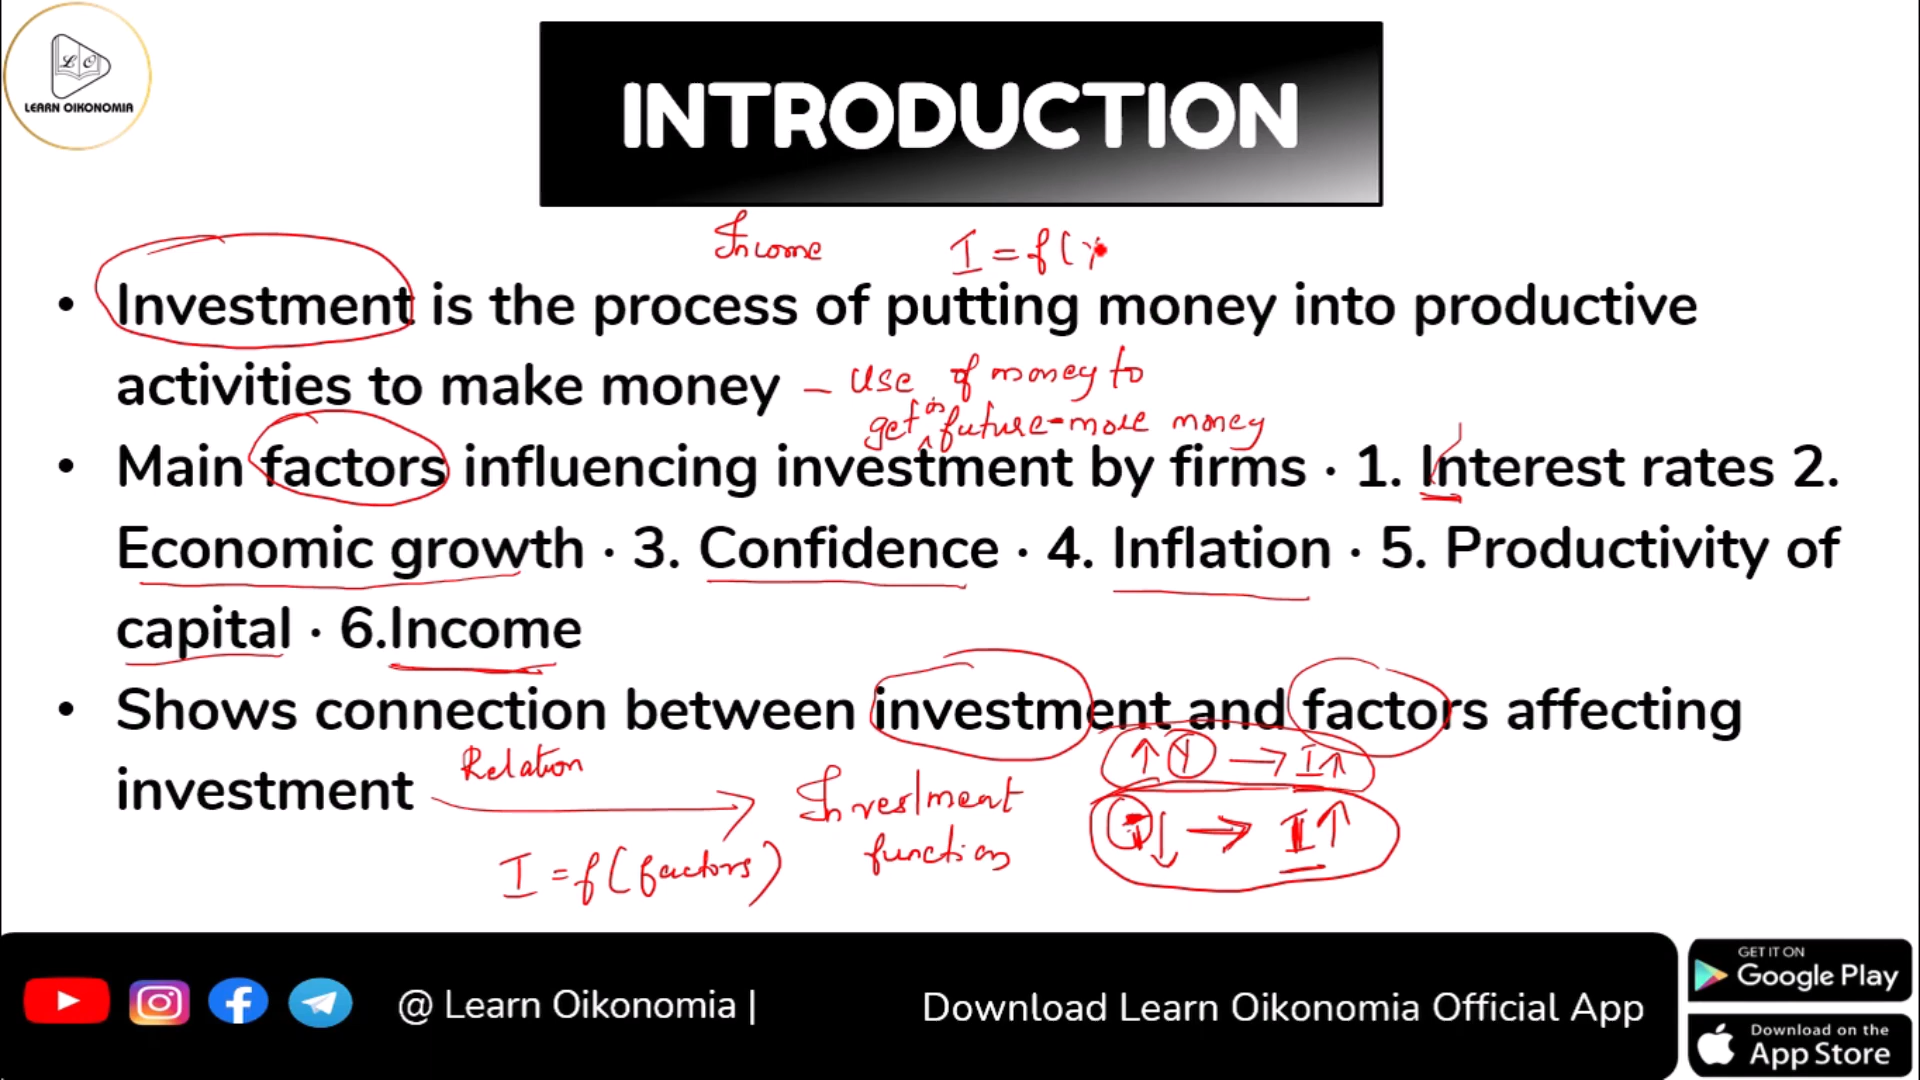 L O
LEARN OIKONOMIA
INTRODUCTION
Income I = f(Y
• Investment is the process of putting money into productive
activities to make money – use of money to
get in future - more money
• Main factors influencing investment by firms · 1. Interest rates 2.
Economic growth · 3. Confidence · 4. Inflation · 5. Productivity of
capital · 6.Income
• Shows connection between investment and factors affecting
investment
Relation
Investment
function
I = f(factors)
↑ Y → I↑
↓ → I↑
@ Learn Oikonomia |
Download Learn Oikonomia Official App
GET IT ON
Google Play
Download on the
App Store